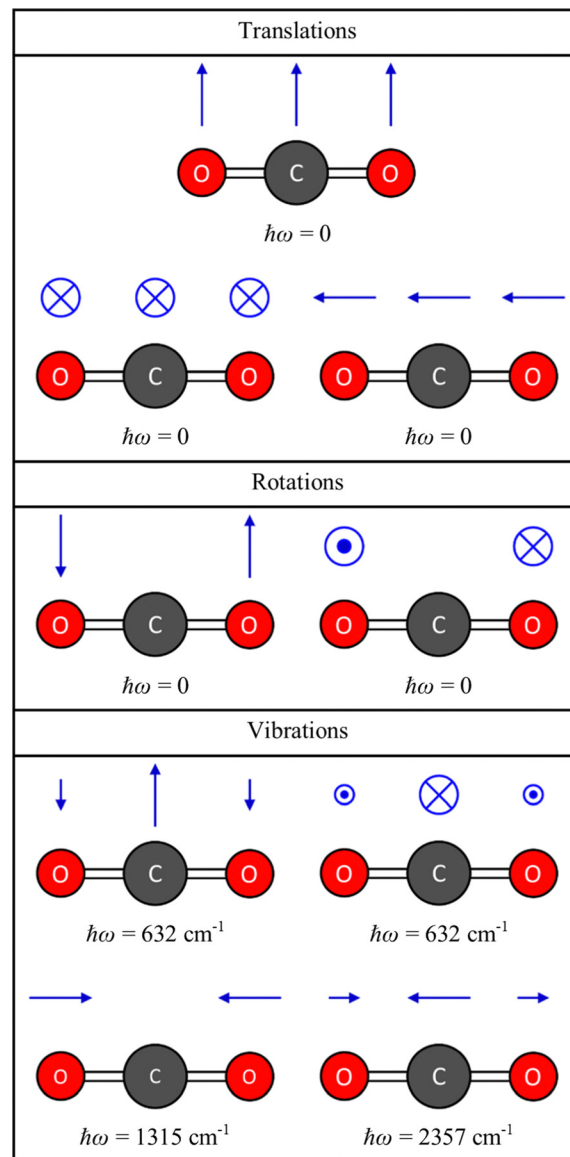 Translations
O C O
ħω = 0
O C O O C O
ħω = 0 ħω = 0
Rotations
O C O O C O
ħω = 0 ħω = 0
Vibrations
O C O O C O
ħω = 632 cm⁻¹ ħω = 632 cm⁻¹
O C O O C O
ħω = 1315 cm⁻¹ ħω = 2357 cm⁻¹